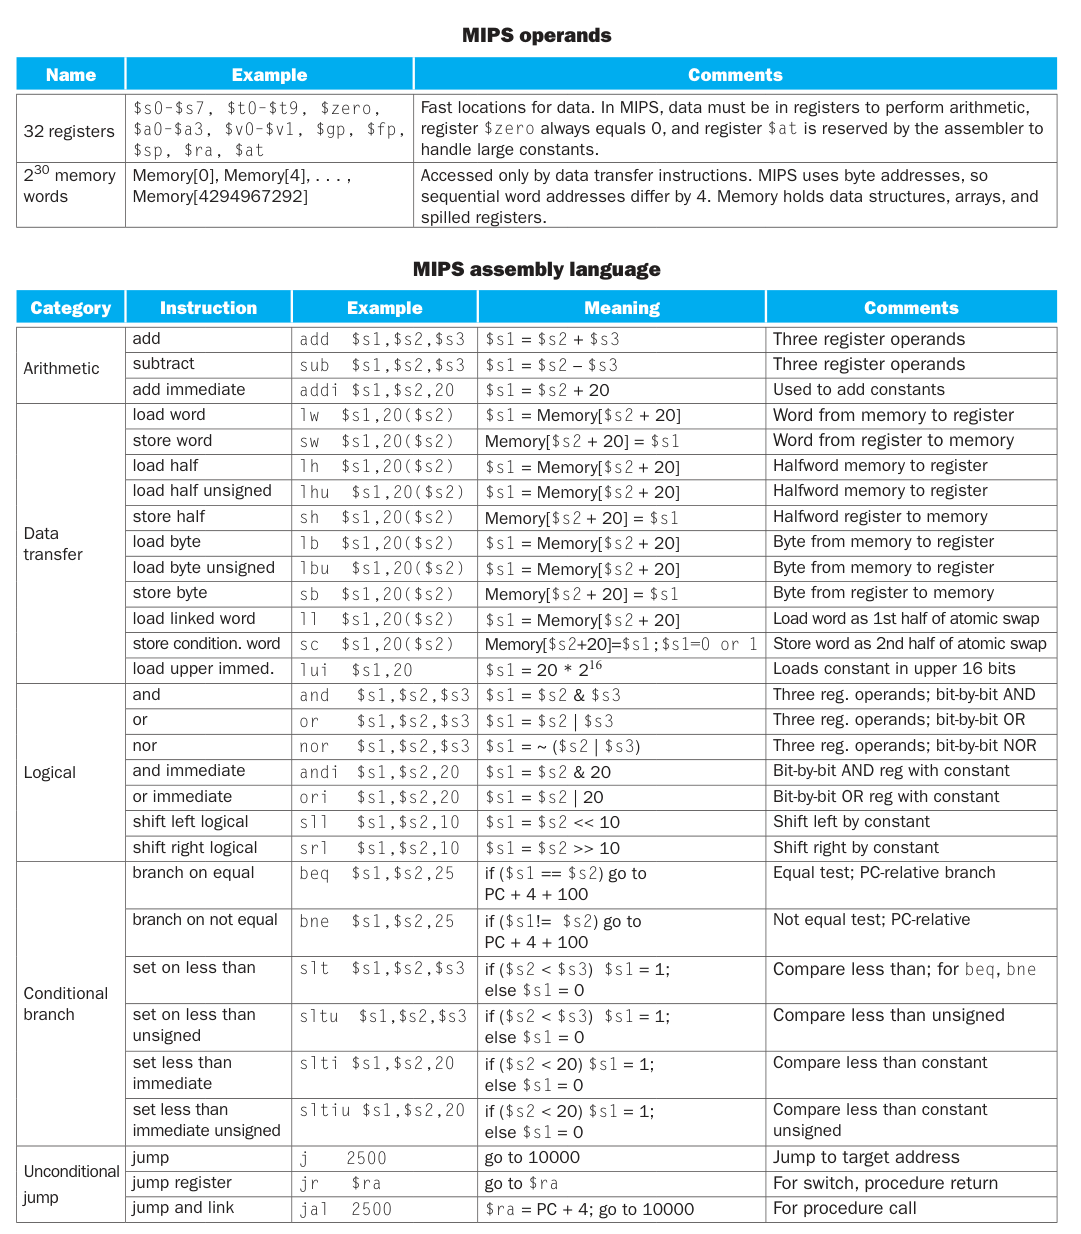 MIPS operands
Name Example Comments
32 registers $s0–$s7, $t0–$t9, $zero, $a0–$a3, $v0–$v1, $gp, $fp, $sp, $ra, $at Fast locations for data. In MIPS, data must be in registers to perform arithmetic, register $zero always equals 0, and register $at is reserved by the assembler to handle large constants.
2^30 memory words Memory[0], Memory[4], . . . , Memory[4294967292] Accessed only by data transfer instructions. MIPS uses byte addresses, so sequential word addresses differ by 4. Memory holds data structures, arrays, and spilled registers.
MIPS assembly language
Category Instruction Example Meaning Comments
Arithmetic
add add $s1,$s2,$s3 $s1 = $s2 + $s3 Three register operands
subtract sub $s1,$s2,$s3 $s1 = $s2 – $s3 Three register operands
add immediate addi $s1,$s2,20 $s1 = $s2 + 20 Used to add constants
Data transfer
load word lw $s1,20($s2) $s1 = Memory[$s2 + 20] Word from memory to register
store word sw $s1,20($s2) Memory[$s2 + 20] = $s1 Word from register to memory
load half lh $s1,20($s2) $s1 = Memory[$s2 + 20] Halfword memory to register
load half unsigned lhu $s1,20($s2) $s1 = Memory[$s2 + 20] Halfword memory to register
store half sh $s1,20($s2) Memory[$s2 + 20] = $s1 Halfword register to memory
load byte lb $s1,20($s2) $s1 = Memory[$s2 + 20] Byte from memory to register
load byte unsigned lbu $s1,20($s2) $s1 = Memory[$s2 + 20] Byte from memory to register
store byte sb $s1,20($s2) Memory[$s2 + 20] = $s1 Byte from register to memory
load linked word ll $s1,20($s2) $s1 = Memory[$s2 + 20] Load word as 1st half of atomic swap
store condition. word sc $s1,20($s2) Memory[$s2+20]=$s1;$s1=0 or 1 Store word as 2nd half of atomic swap
load upper immed. lui $s1,20 $s1 = 20 * 2^16 Loads constant in upper 16 bits
Logical
and and $s1,$s2,$s3 $s1 = $s2 & $s3 Three reg. operands; bit-by-bit AND
or or $s1,$s2,$s3 $s1 = $s2 | $s3 Three reg. operands; bit-by-bit OR
nor nor $s1,$s2,$s3 $s1 = ~ ($s2 | $s3) Three reg. operands; bit-by-bit NOR
and immediate andi $s1,$s2,20 $s1 = $s2 & 20 Bit-by-bit AND reg with constant
or immediate ori $s1,$s2,20 $s1 = $s2 | 20 Bit-by-bit OR reg with constant
shift left logical sll $s1,$s2,10 $s1 = $s2 << 10 Shift left by constant
shift right logical srl $s1,$s2,10 $s1 = $s2 >> 10 Shift right by constant
Conditional branch
branch on equal beq $s1,$s2,25 if ($s1 == $s2) go to PC + 4 + 100 Equal test; PC-relative branch
branch on not equal bne $s1,$s2,25 if ($s1!= $s2) go to PC + 4 + 100 Not equal test; PC-relative
set on less than slt $s1,$s2,$s3 if ($s2 < $s3) $s1 = 1; else $s1 = 0 Compare less than; for beq, bne
set on less than unsigned sltu $s1,$s2,$s3 if ($s2 < $s3) $s1 = 1; else $s1 = 0 Compare less than unsigned
set less than immediate slti $s1,$s2,20 if ($s2 < 20) $s1 = 1; else $s1 = 0 Compare less than constant
set less than immediate unsigned sltiu $s1,$s2,20 if ($s2 < 20) $s1 = 1; else $s1 = 0 Compare less than constant unsigned
Unconditional jump
jump j 2500 go to 10000 Jump to target address
jump register jr $ra go to $ra For switch, procedure return
jump and link jal 2500 $ra = PC + 4; go to 10000 For procedure call